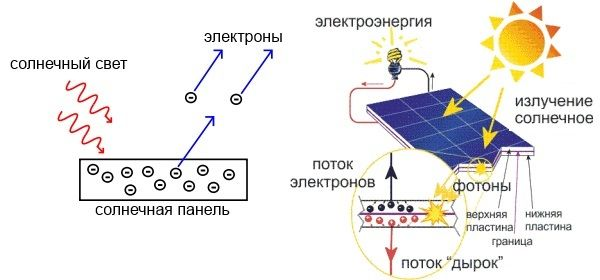 электроны
солнечный свет
солнечная панель
электроэнергия
излучение
солнечное
поток
электронов
фотоны
верхняя
пластина
граница
нижняя
пластина
поток "дырок"